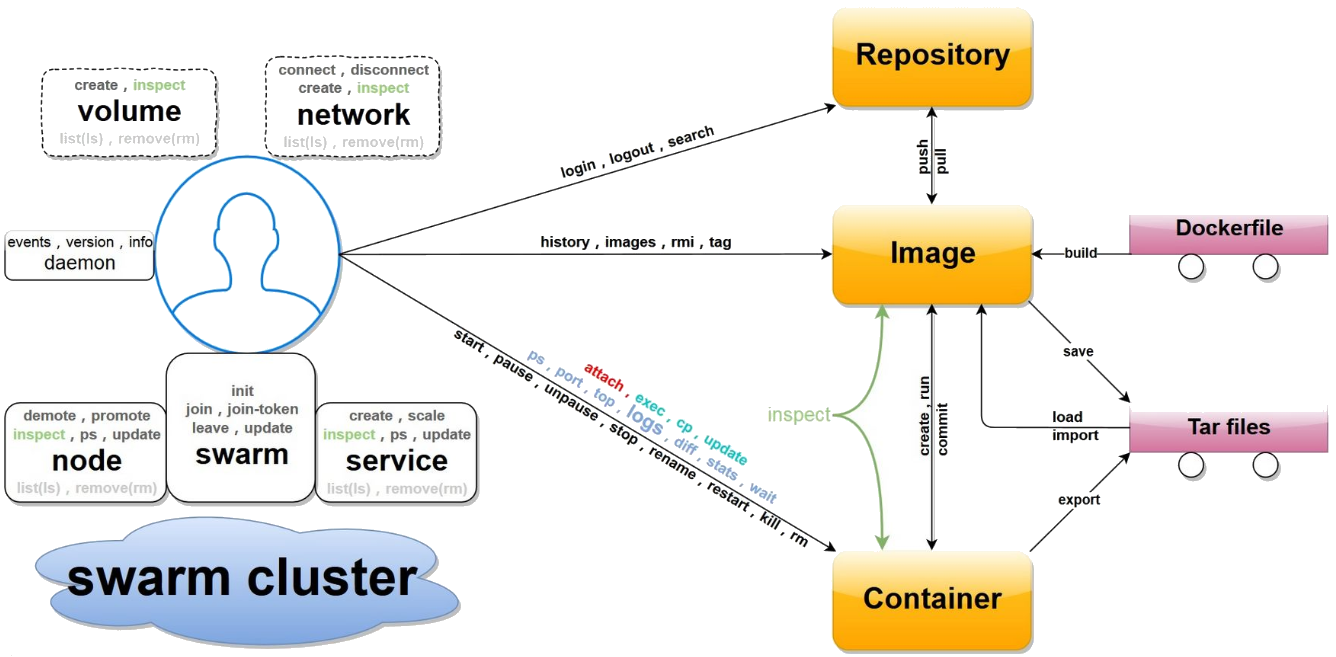 create , inspect
volume
list(ls) , remove(rm)
connect , disconnect
create , inspect
network
list(ls) , remove(rm)
events , version , info
daemon
init
join , join-token
leave , update
swarm
demote , promote
inspect , ps , update
node
list(ls) , remove(rm)
create , scale
inspect , ps , update
service
list(ls) , remove(rm)
swarm cluster
login , logout , search
history , images , rmi , tag
attach , exec , cp , update
ps , port , top , logs , diff , stats , wait
start , pause , unpause , stop , rename , restart , kill , rm
Repository
push
pull
Image
build
Dockerfile
inspect
create , run
commit
save
load
import
Tar files
export
Container